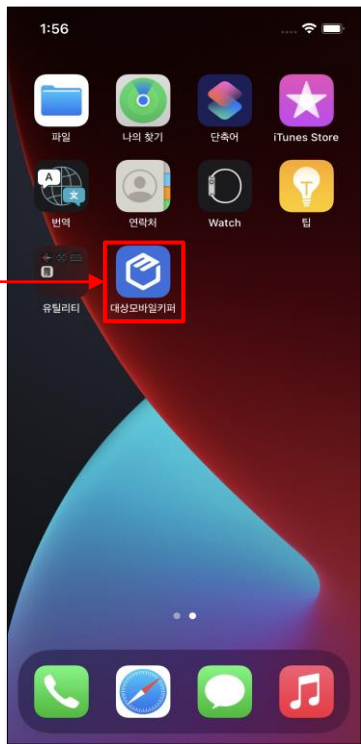 1:56
파일
나의 찾기
단축어
iTunes Store
A
번역
연락처
Watch
팁
유틸리티
대상모바일키퍼